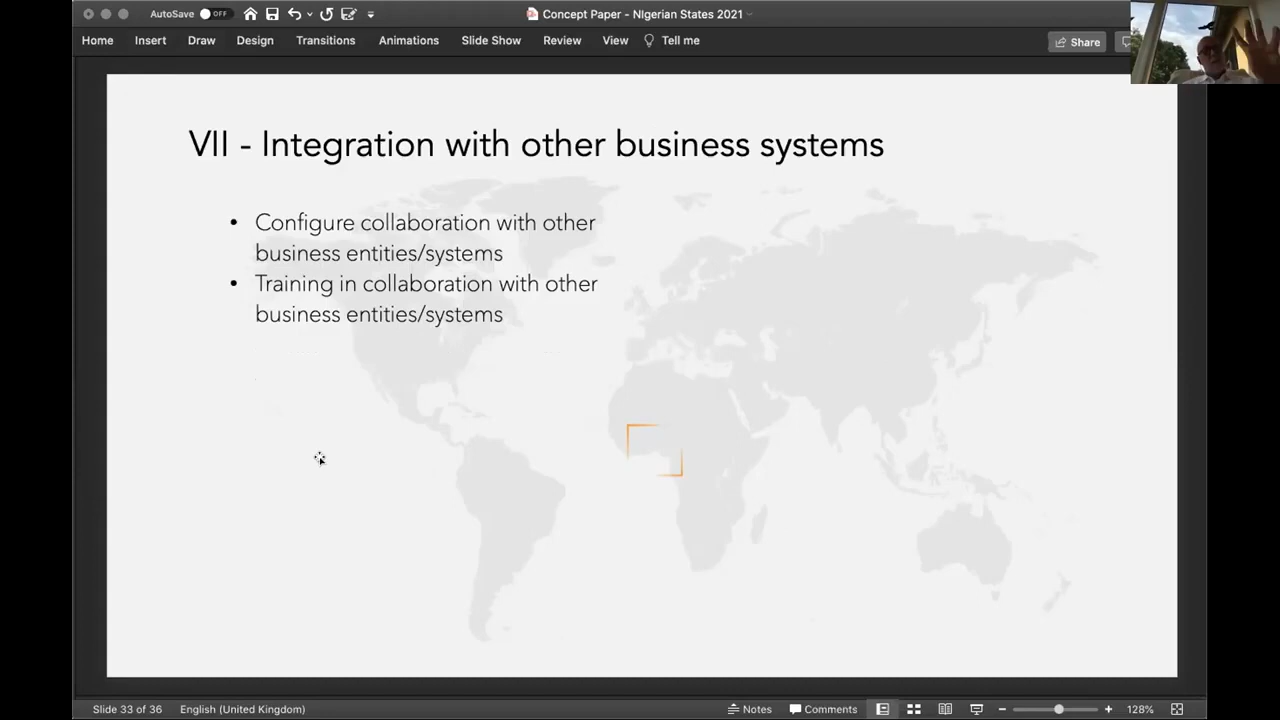 AutoSave OFF
Concept Paper - NIgerian States 2021
Home Insert Draw Design Transitions Animations Slide Show Review View Tell me
Share
VII - Integration with other business systems
• Configure collaboration with other
business entities/systems
• Training in collaboration with other
business entities/systems
Slide 33 of 36 English (United Kingdom) Notes Comments 128%